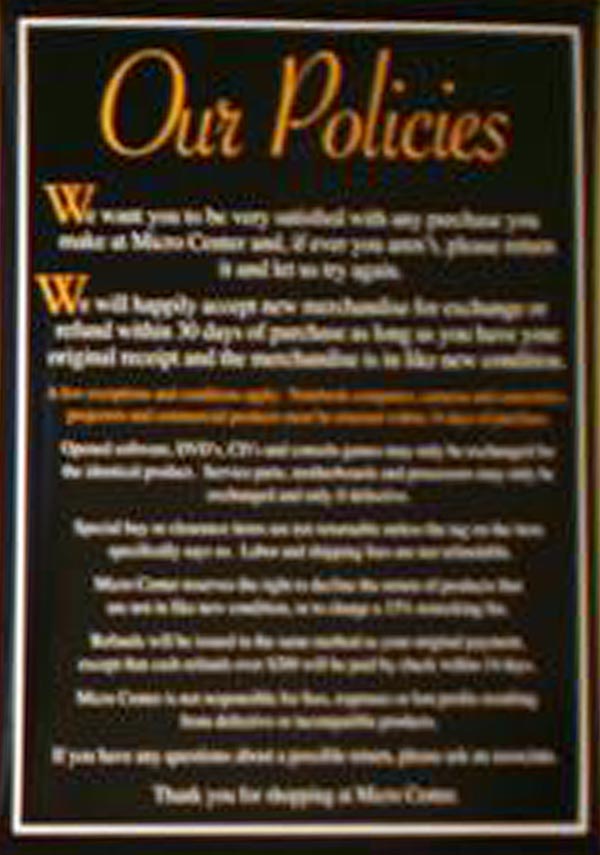 Our Policies
We want you to be very satisfied with any purchase you
make at Micro Center and, if ever you aren't, please return
it and let us try again.
We will happily accept new merchandise for exchange or
refund within 30 days of purchase as long as you have your
original receipt and the merchandise is in like new condition.
A few exceptions and conditions apply.
Opened software, DVD's, CD's and console games may only be exchanged for
the identical product. Service parts, motherboards and processors may only be
exchanged and only if defective.
Special buy or clearance items are not returnable unless the tag on the item
specifically says so. Labor and shipping fees are not refundable.
Micro Center reserves the right to decline the return of products that
are not in like new condition, or to charge a 15% restocking fee.
Refunds will be issued in the same method as your original payment,
except that cash refunds over $200 will be paid by check within
Micro Center is not responsible for lost profits resulting
from defective or incompatible products.
If you have any questions about a possible return, please ask an associate.
Thank you for shopping at Micro Center.